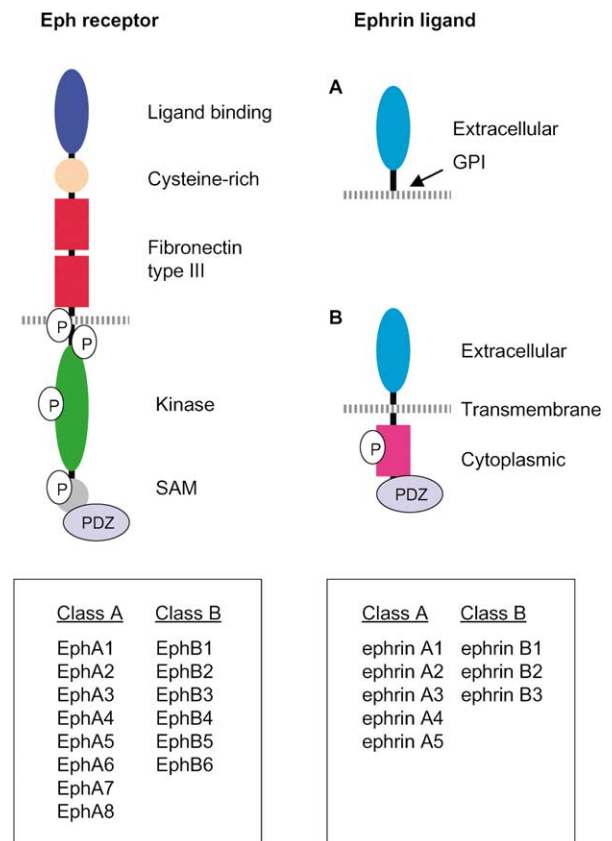 Eph receptor
Ligand binding
Cysteine-rich
Fibronectin
type III
P
P
P
Kinase
P
SAM
PDZ
Class A
EphA1
EphA2
EphA3
EphA4
EphA5
EphA6
EphA7
EphA8
Class B
EphB1
EphB2
EphB3
EphB4
EphB5
EphB6
Ephrin ligand
A
Extracellular
GPI
B
Extracellular
Transmembrane
P
Cytoplasmic
PDZ
Class A
ephrin A1
ephrin A2
ephrin A3
ephrin A4
ephrin A5
Class B
ephrin B1
ephrin B2
ephrin B3